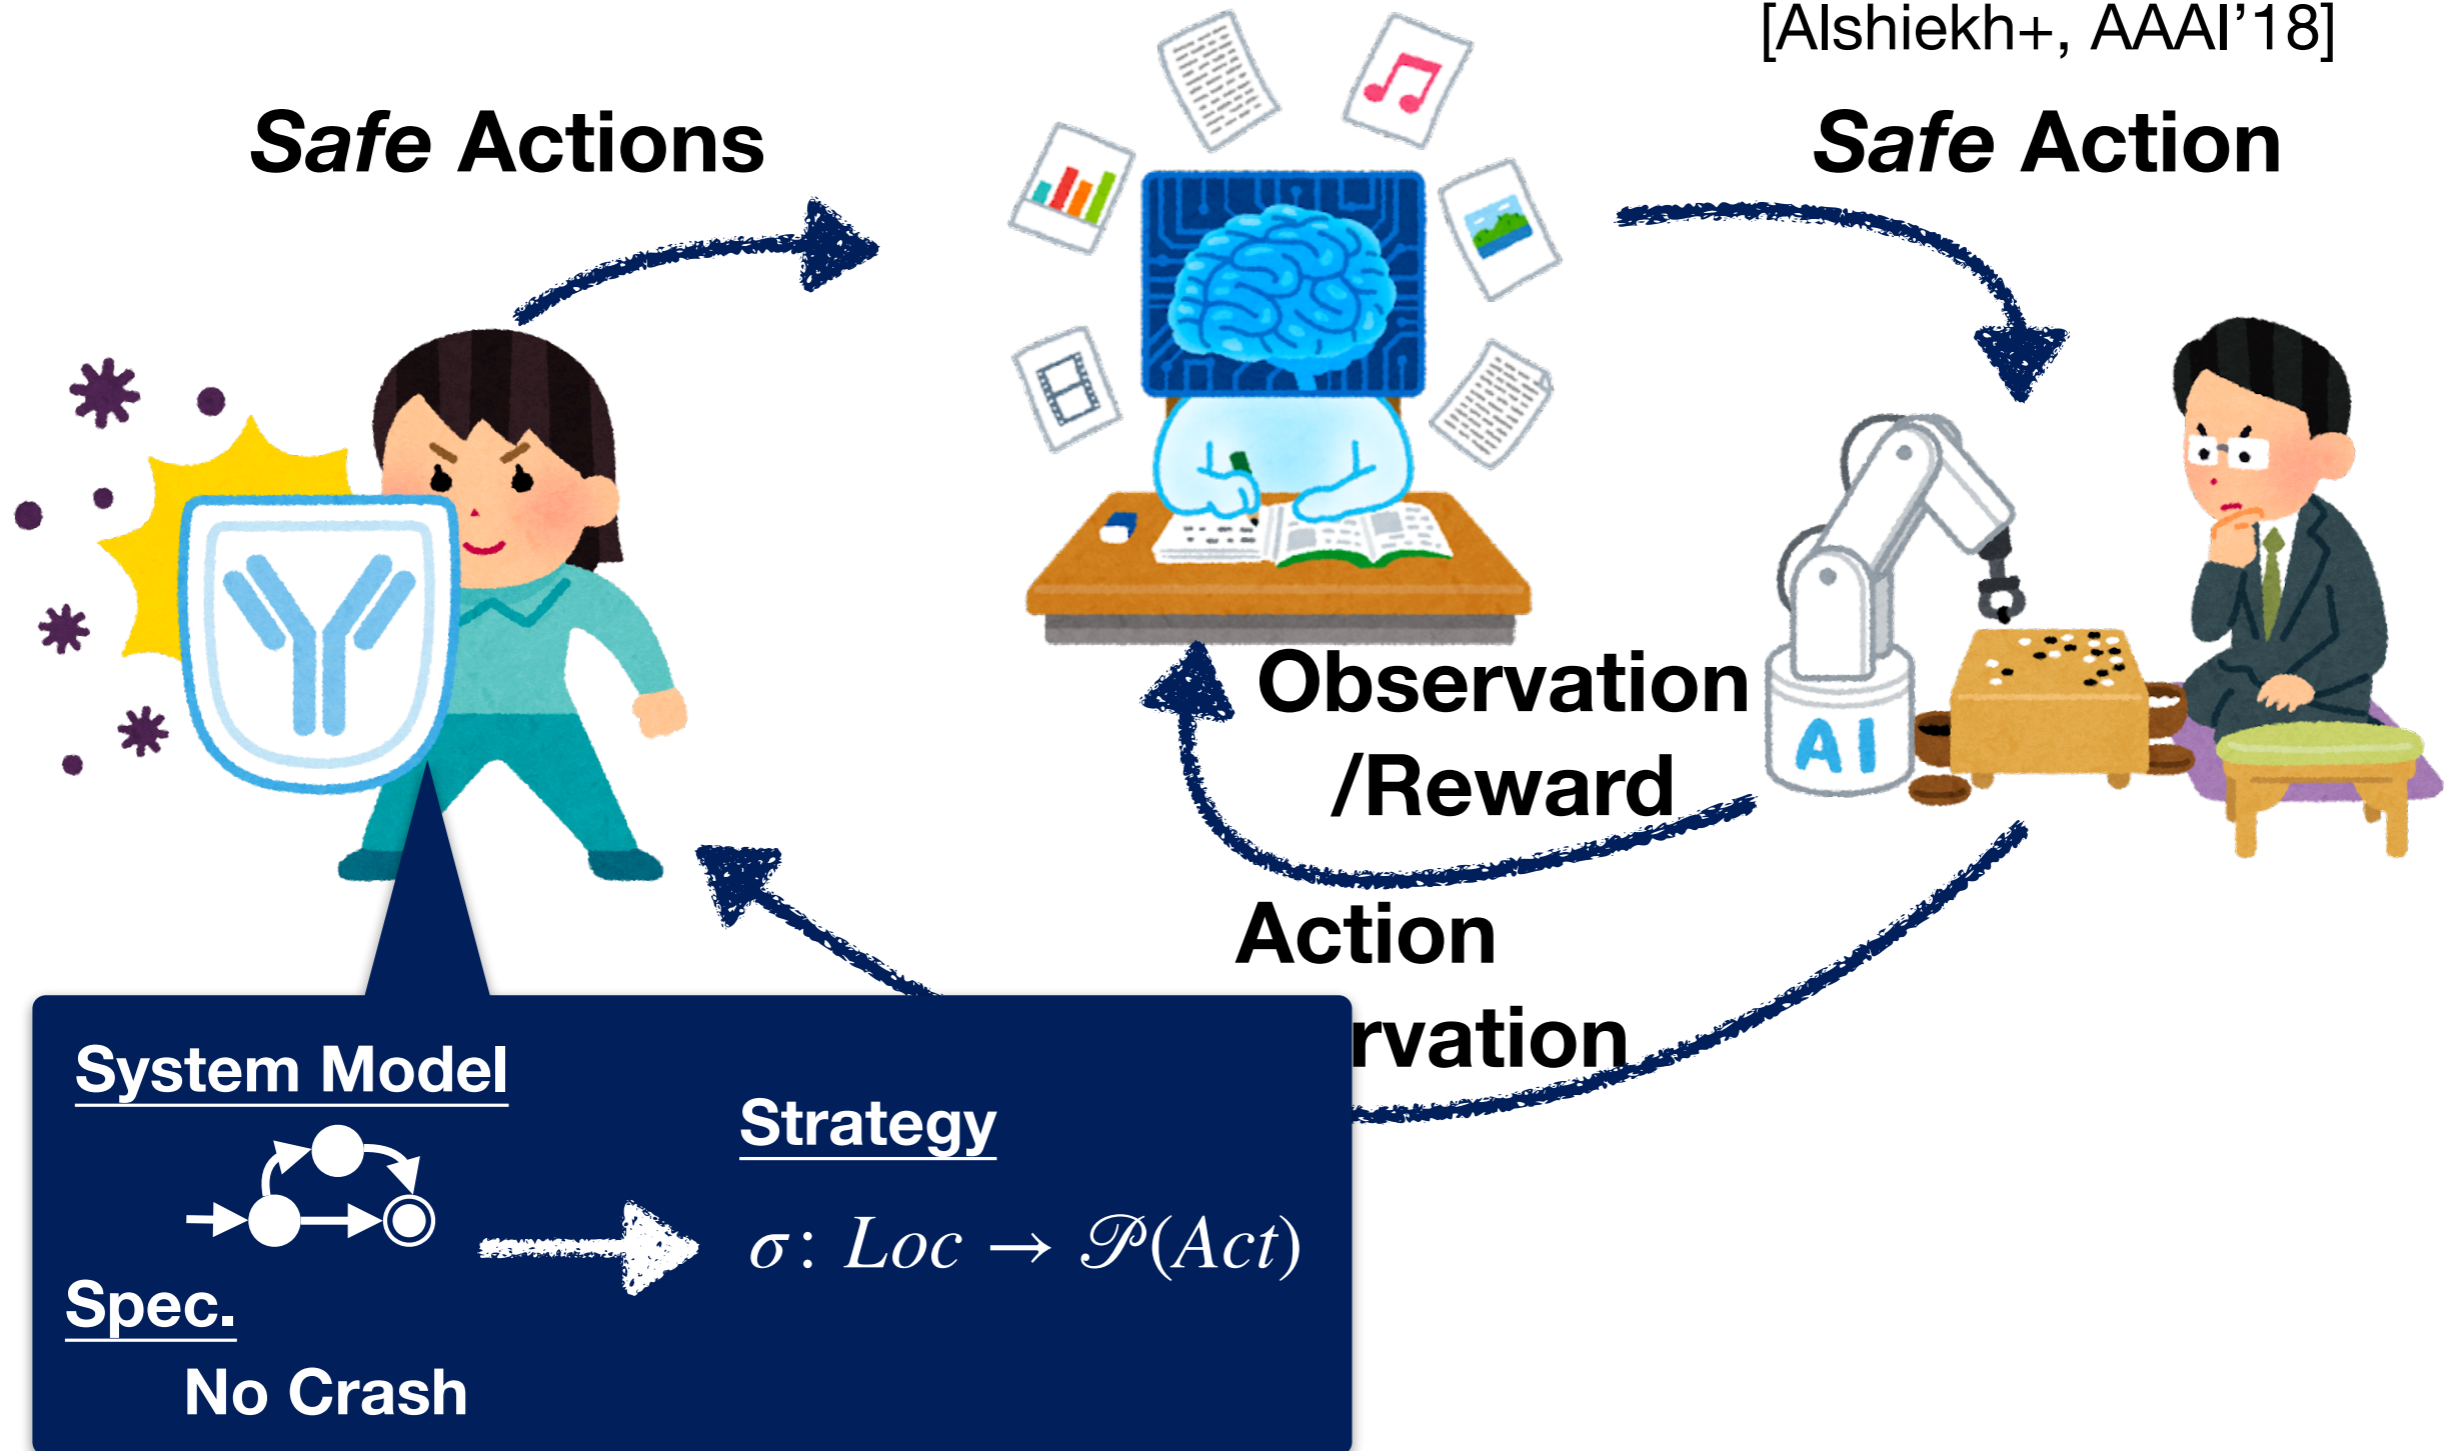 [Alshiekh+, AAAI’18]
Safe Actions
Safe Action
Observation
/Reward
AI
Action
rvation
System Model
Strategy
σ: Loc → 𝒫(Act)
Spec.
No Crash